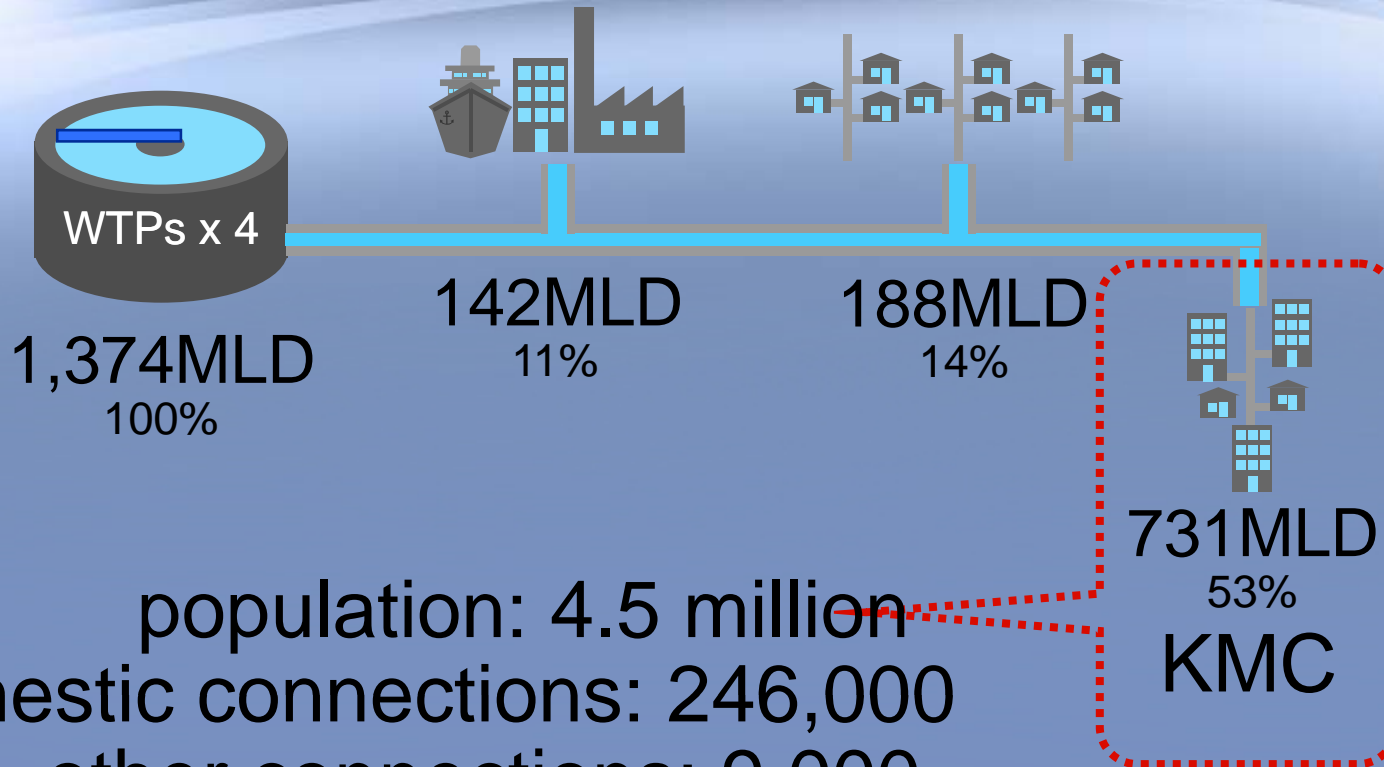 WTPs x 4
1,374MLD
100%
142MLD
11%
188MLD
14%
731MLD
53%
KMC
population: 4.5 million
connections: 246,000